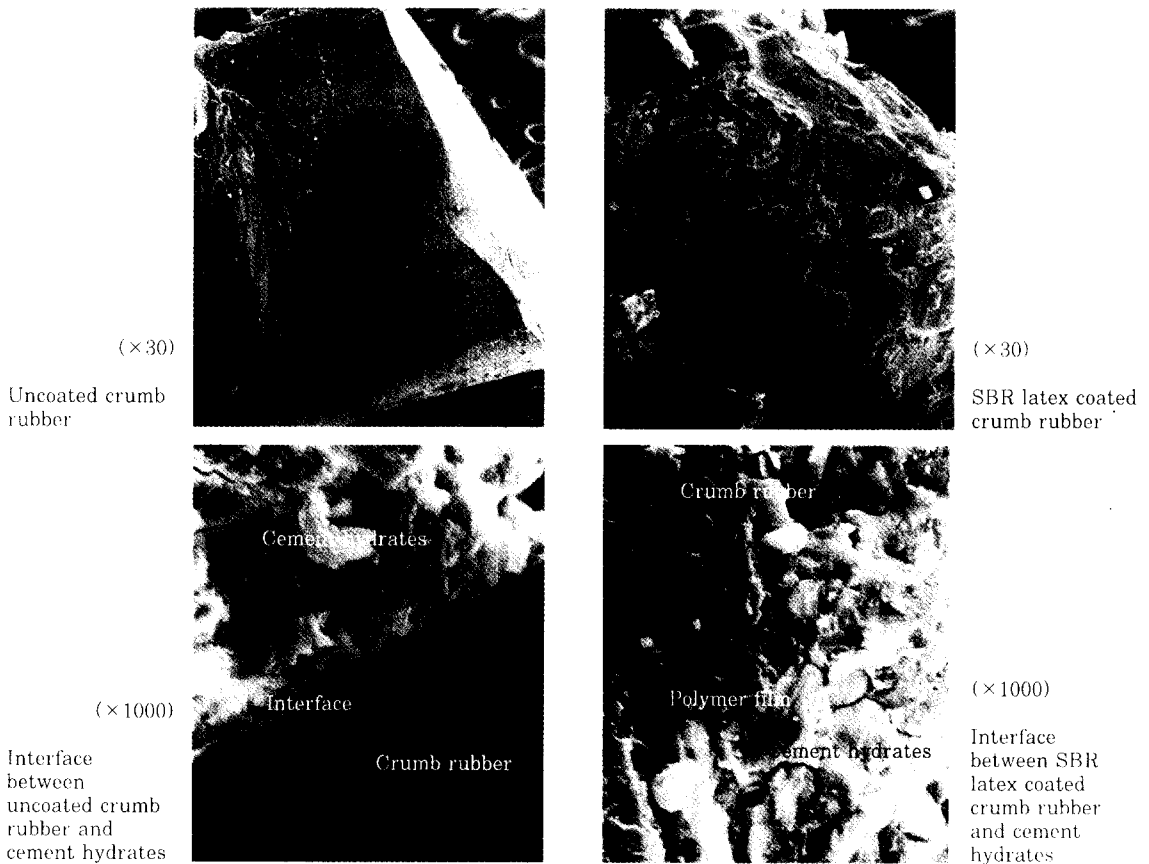 (×30)
Uncoated crumb
rubber
(×30)
SBR latex coated
crumb rubber
Cement hydrates
Interface
Crumb rubber
(×1000)
Interface
between
uncoated crumb
rubber and
cement hydrates
Crumb rubber
Polymer film
cement hydrates
(×1000)
Interface
between SBR
latex coated
crumb rubber
and cement
hydrates